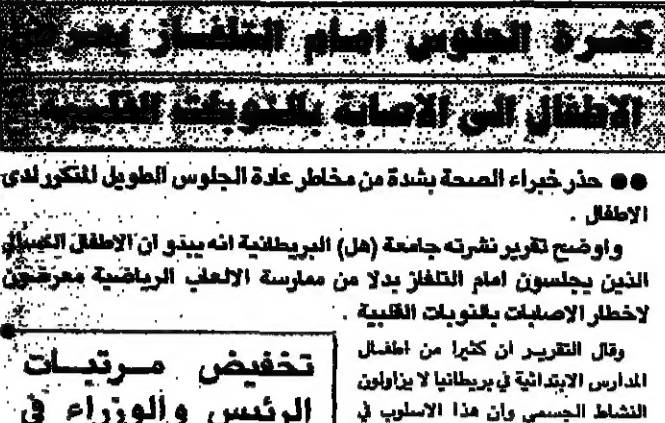 كثرة الجلوس امام التلفاز يعرض
الاطفال الى الاصابة بالنوبات القلبية
●● حذر خبراء الصحة بشدة من مخاطر عادة الجلوس الطويل المتكرر لدى
الاطفال .
واوضح تقرير نشرته جامعة (هل) البريطانية انه يبدو ان الاطفال الكسالى
الذين يجلسون امام التلفاز بدلا من ممارسة الالعاب الرياضية معرضون
لاخطار الاصابات بالنوبات القلبية .
وقال التقرير ان كثيرا من اطفال
المدارس الابتدائية في بريطانيا لا يزاولون
النشاط الجسمي وان هذا الاسلوب في
تخفيض مرتبات
الرئيس والوزراء في